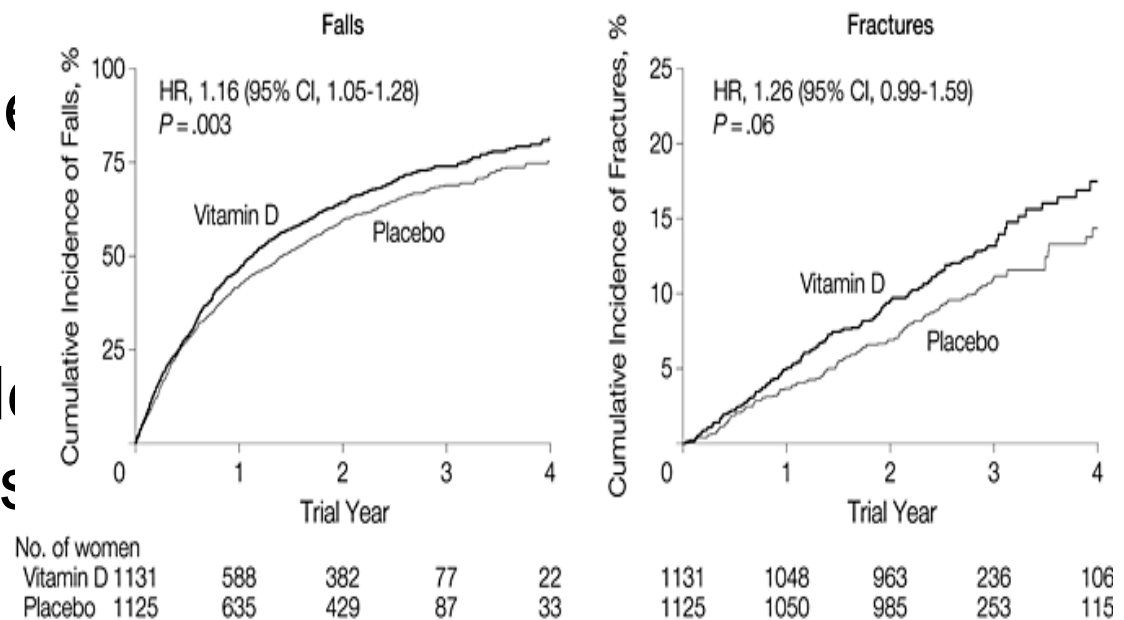 Falls
Cumulative Incidence of Falls, %
100
75
50
25
0
HR, 1.16 (95% CI, 1.05-1.28)
P = .003
Vitamin D
Placebo
1 2 3 4
Trial Year
Fractures
Cumulative Incidence of Fractures, %
25
20
15
10
5
0
HR, 1.26 (95% CI, 0.99-1.59)
P = .06
Vitamin D
Placebo
1 2 3 4
Trial Year
No. of women
Vitamin D 1131 588 382 77 22 1131 1048 963 236 106
Placebo 1125 635 429 87 33 1125 1050 985 253 115